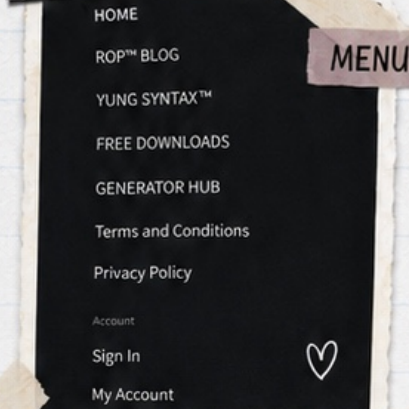 HOME
MENU
ROP™ BLOG
YUNG SYNTAX™
FREE DOWNLOADS
GENERATOR HUB
Terms and Conditions
Privacy Policy
Account
Sign In
My Account